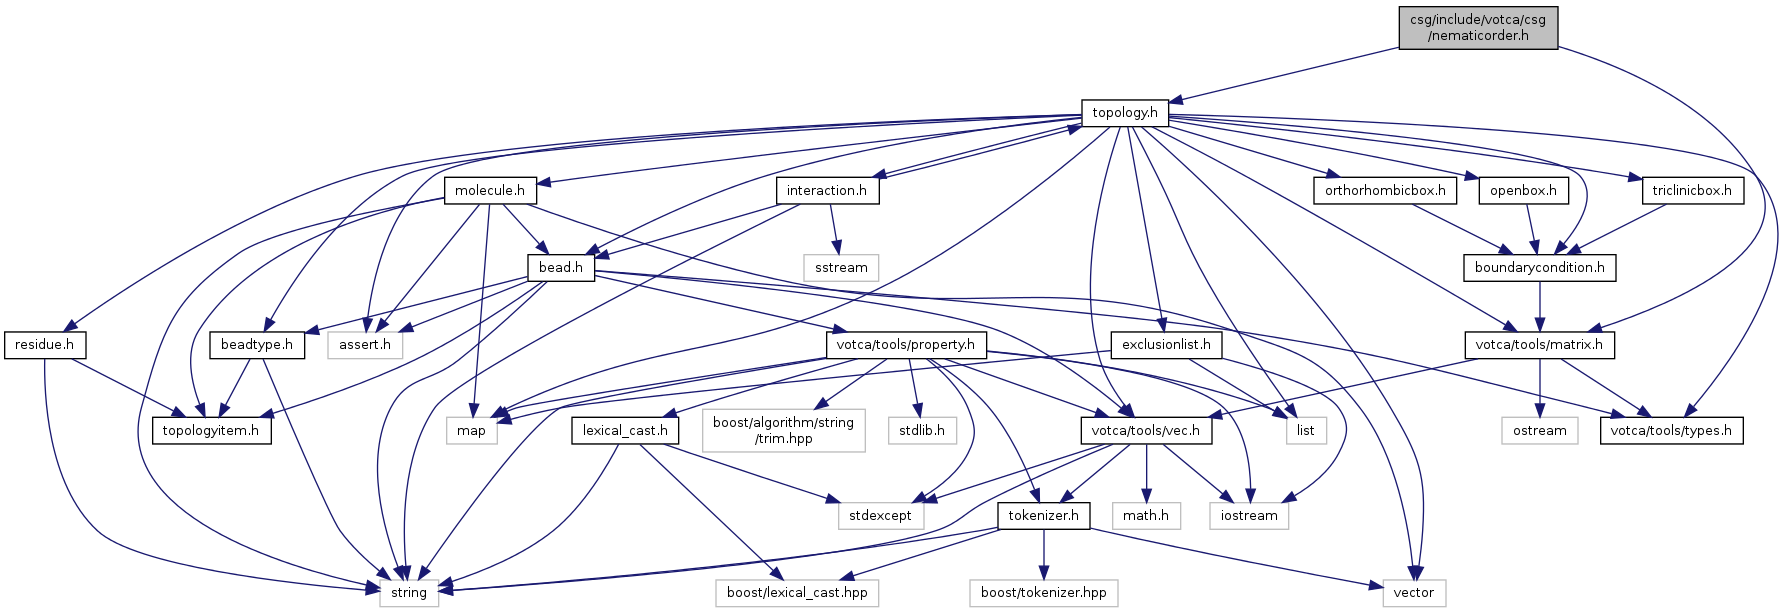 csg/include/votca/csg
/nematicorder.h
topology.h
molecule.h
interaction.h
orthorhombicbox.h
openbox.h
triclinicbox.h
bead.h
sstream
boundarycondition.h
residue.h
beadtype.h
assert.h
votca/tools/property.h
exclusionlist.h
votca/tools/matrix.h
topologyitem.h
map
lexical_cast.h
boost/algorithm/string
/trim.hpp
stdlib.h
votca/tools/vec.h
list
ostream
votca/tools/types.h
stdexcept
tokenizer.h
math.h
iostream
string
boost/lexical_cast.hpp
boost/tokenizer.hpp
vector